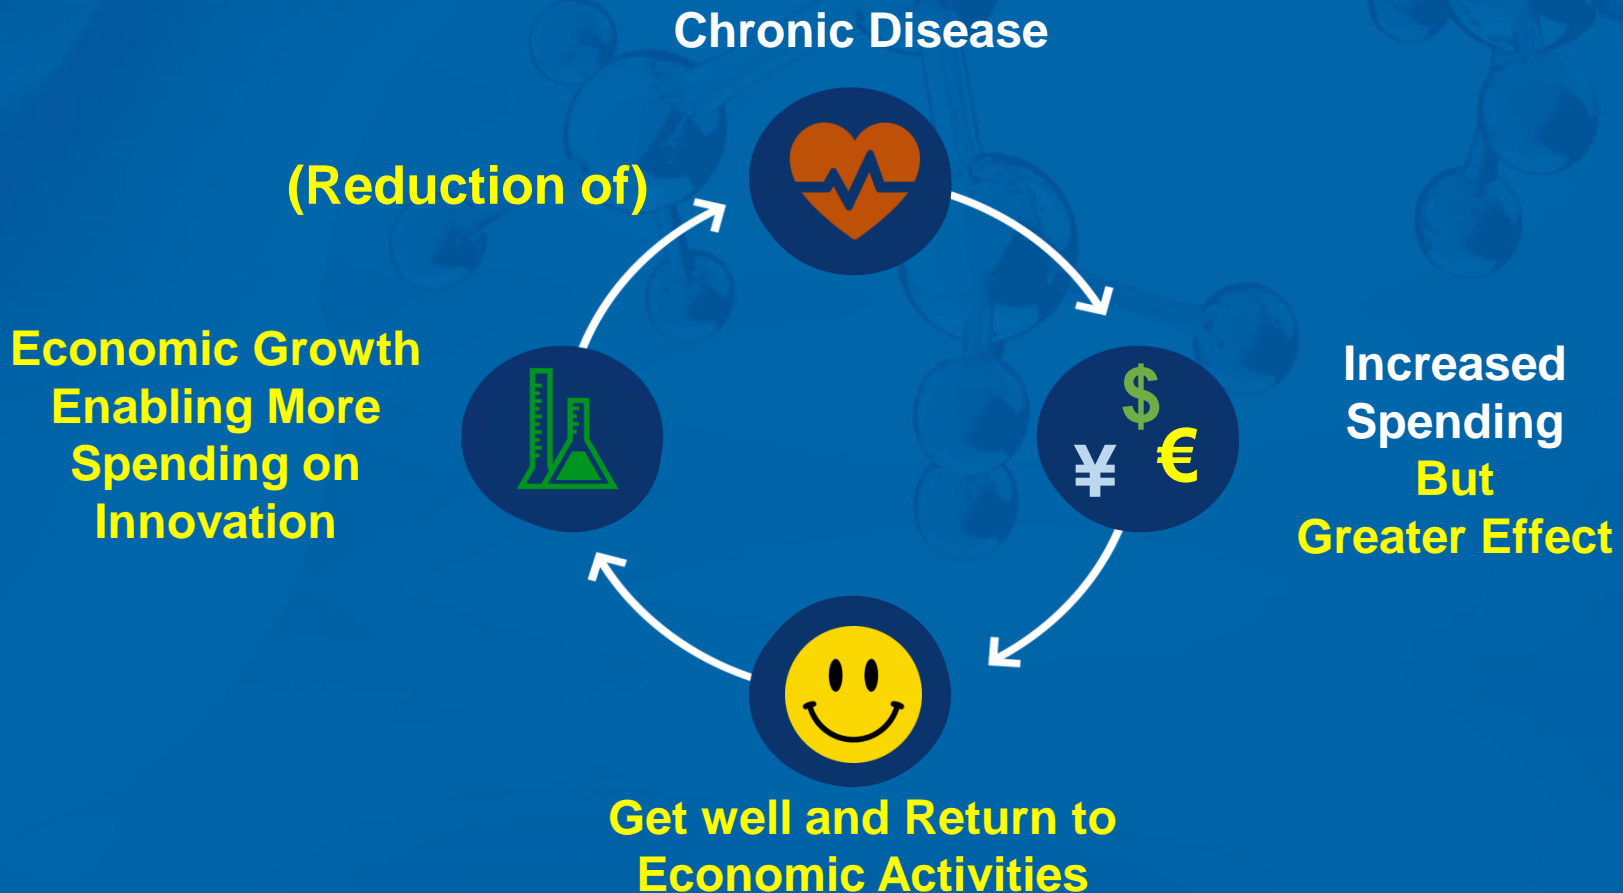 Chronic Disease
(Reduction of)
Economic Growth
Enabling More
Spending on
Innovation
$
¥ €
Increased
Spending
But
Greater Effect
Get well and Return to
Economic Activities